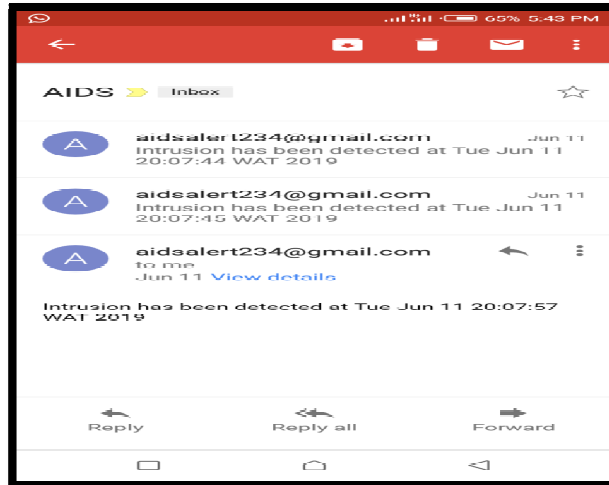 65% 5:43 PM
AIDS Inbox
A aidsalert234@gmail.com Jun 11
Intrusion has been detected at Tue Jun 11
20:07:44 WAT 2019
A aidsalert234@gmail.com Jun 11
Intrusion has been detected at Tue Jun 11
20:07:45 WAT 2019
A aidsalert234@gmail.com
to me
Jun 11 View details
Intrusion has been detected at Tue Jun 11 20:07:57
WAT 2019
Reply Reply all Forward